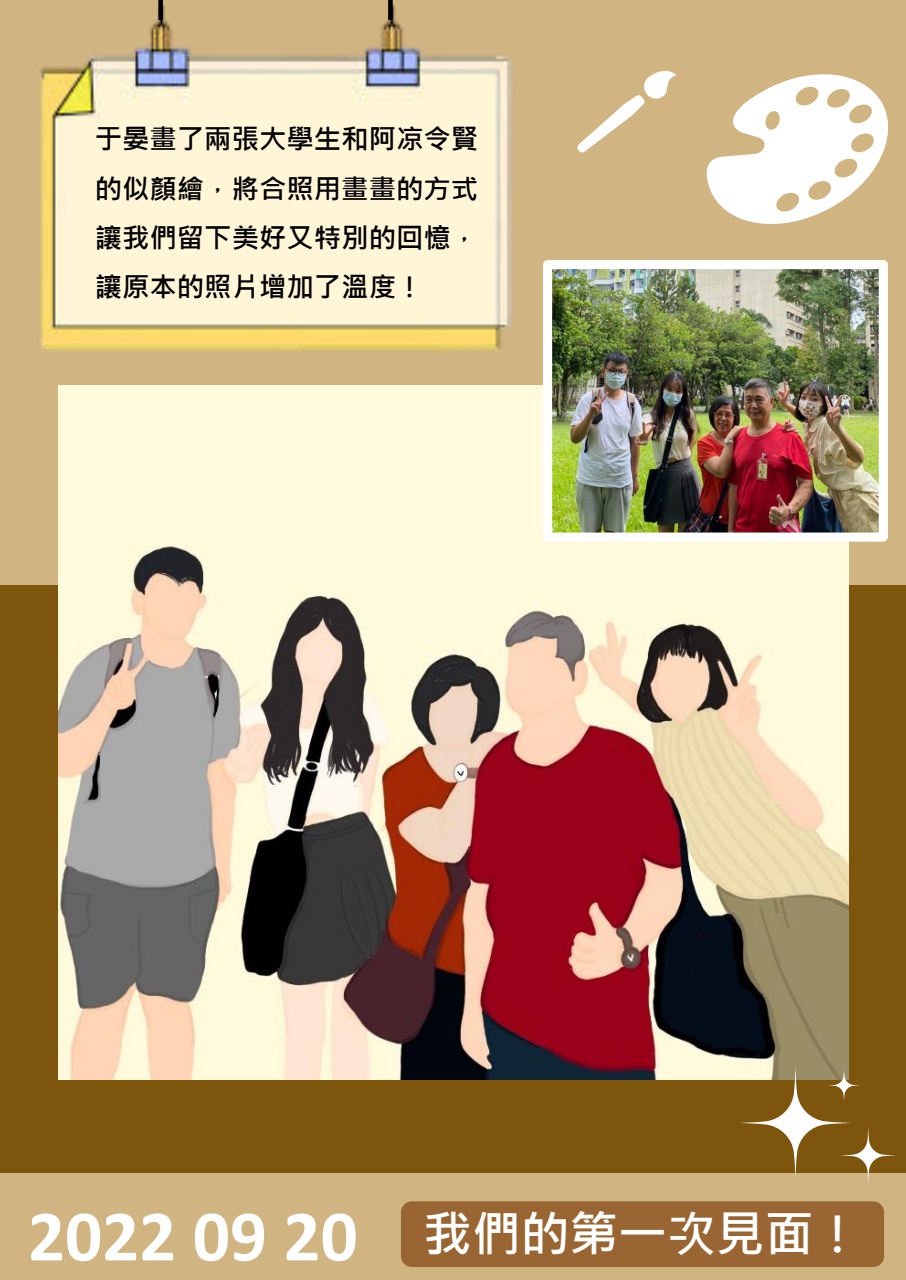 于晏畫了兩張大學生和阿凉令賢
的似顏繪，將合照用畫畫的方式
讓我們留下美好又特別的回憶，
讓原本的照片增加了溫度！
2022 09 20
我們的第一次見面！